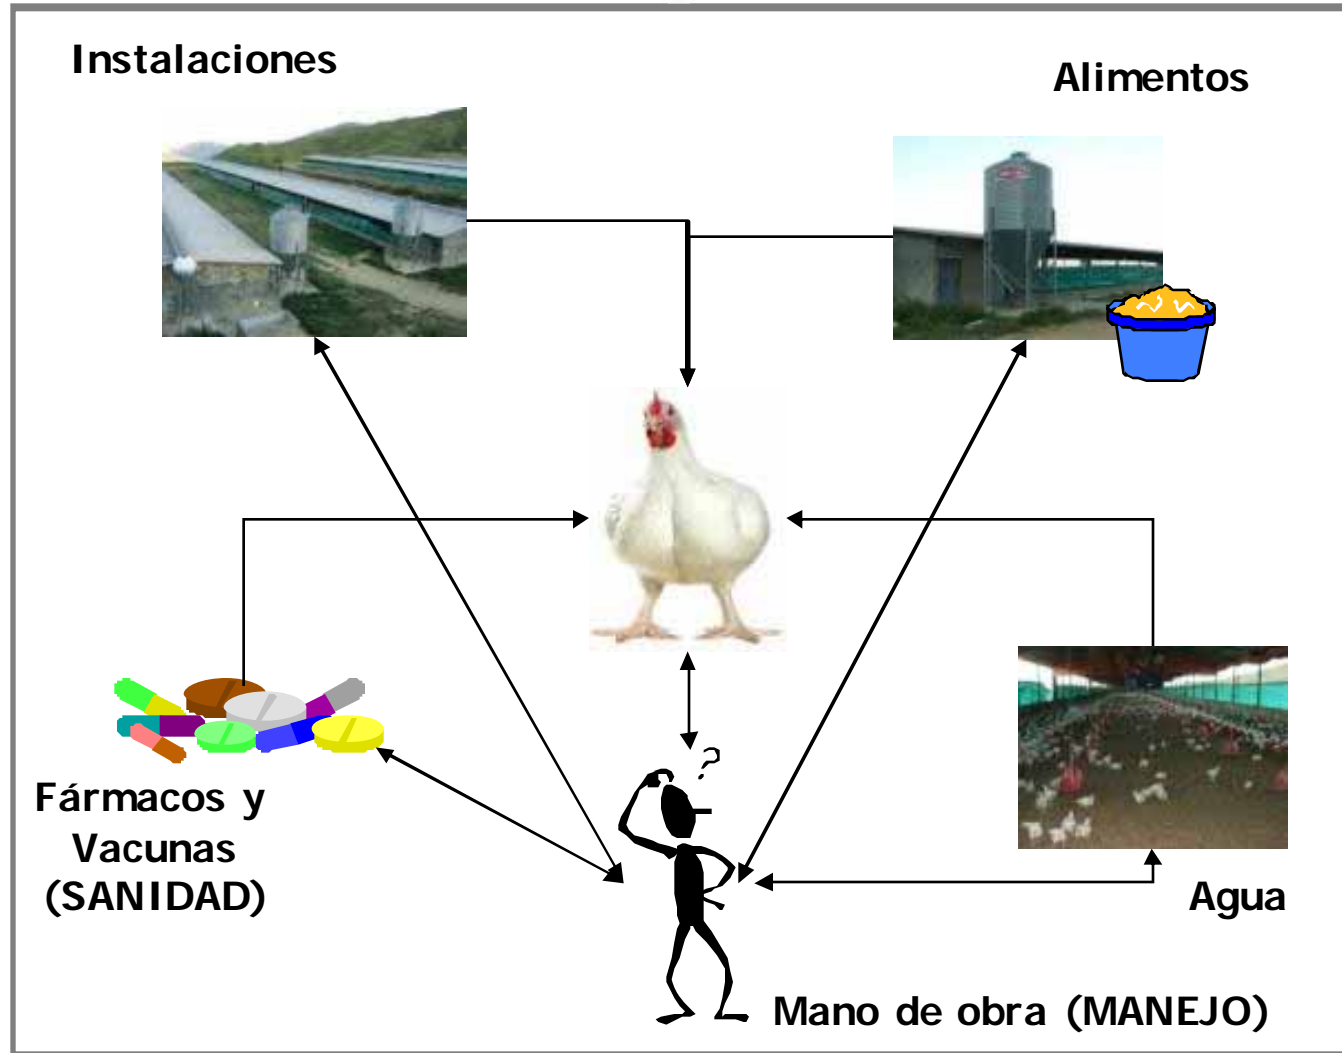 Instalaciones
Alimentos
?
Fármacos y
Vacunas
(SANIDAD)
Agua
Mano de obra (MANEJO)